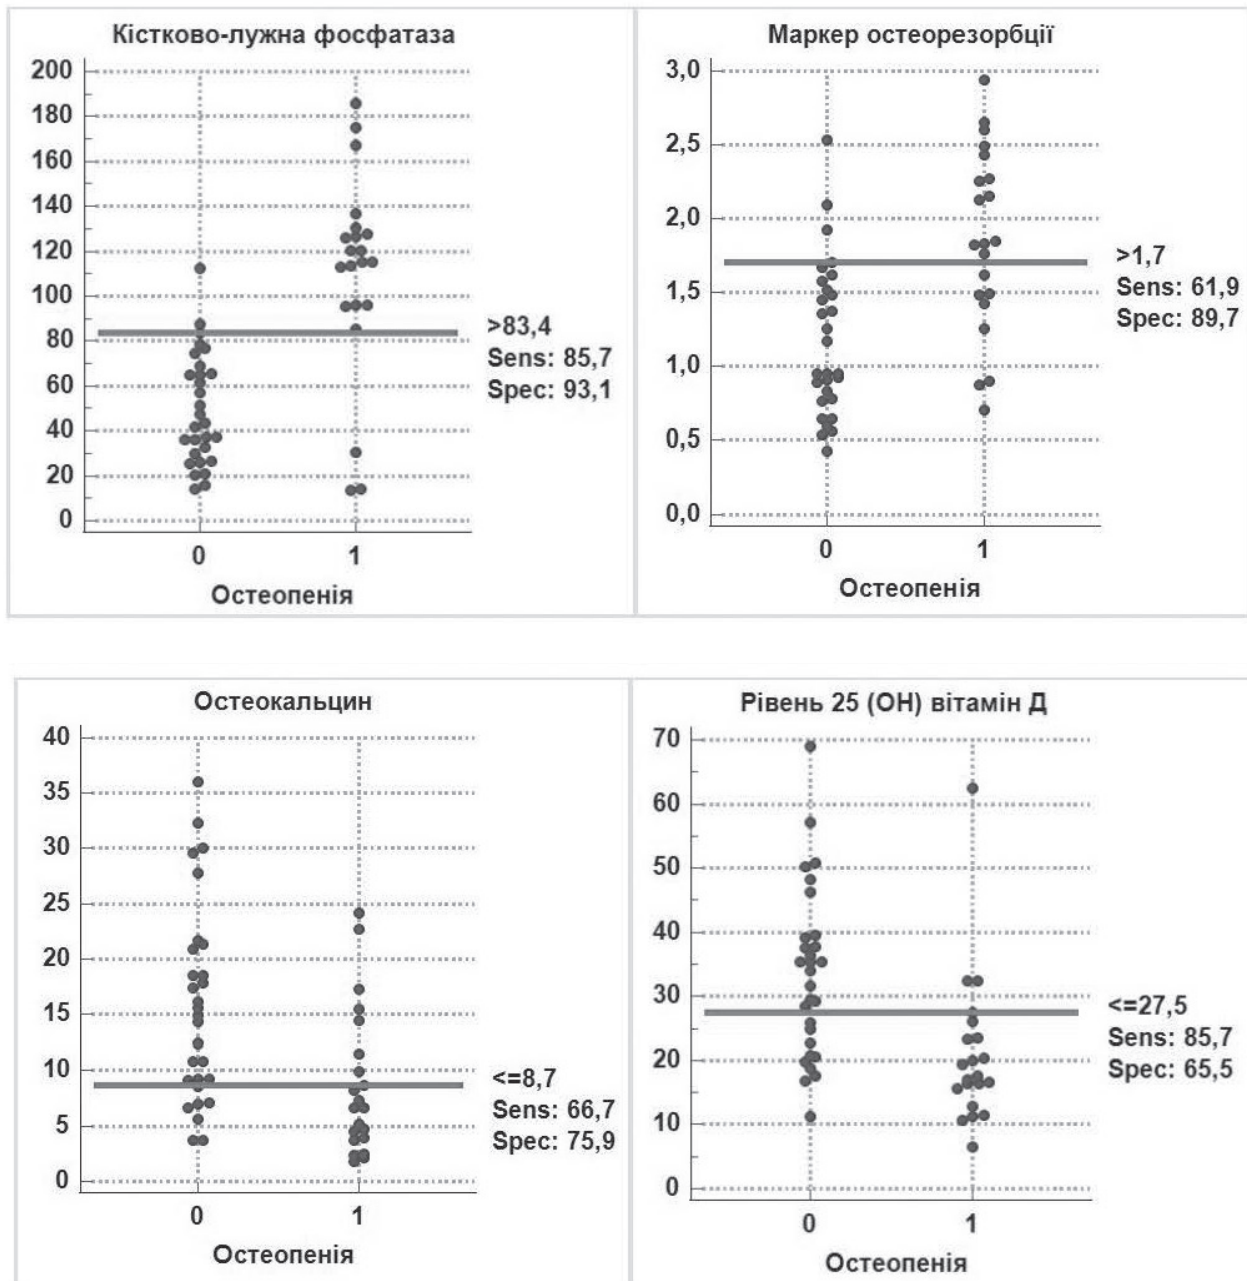 Кістково-лужна фосфатаза
200
180
160
140
120
100
80
60
40
20
0
>83,4
Sens: 85,7
Spec: 93,1
0 1
Остеопенія
Маркер остеорезорбції
3,0
2,5
2,0
1,5
1,0
0,5
0,0
>1,7
Sens: 61,9
Spec: 89,7
0 1
Остеопенія
Остеокальцин
40
35
30
25
20
15
10
5
0
<=8,7
Sens: 66,7
Spec: 75,9
0 1
Остеопенія
Рівень 25 (ОН) вітамін Д
70
60
50
40
30
20
10
0
<=27,5
Sens: 85,7
Spec: 65,5
0 1
Остеопенія